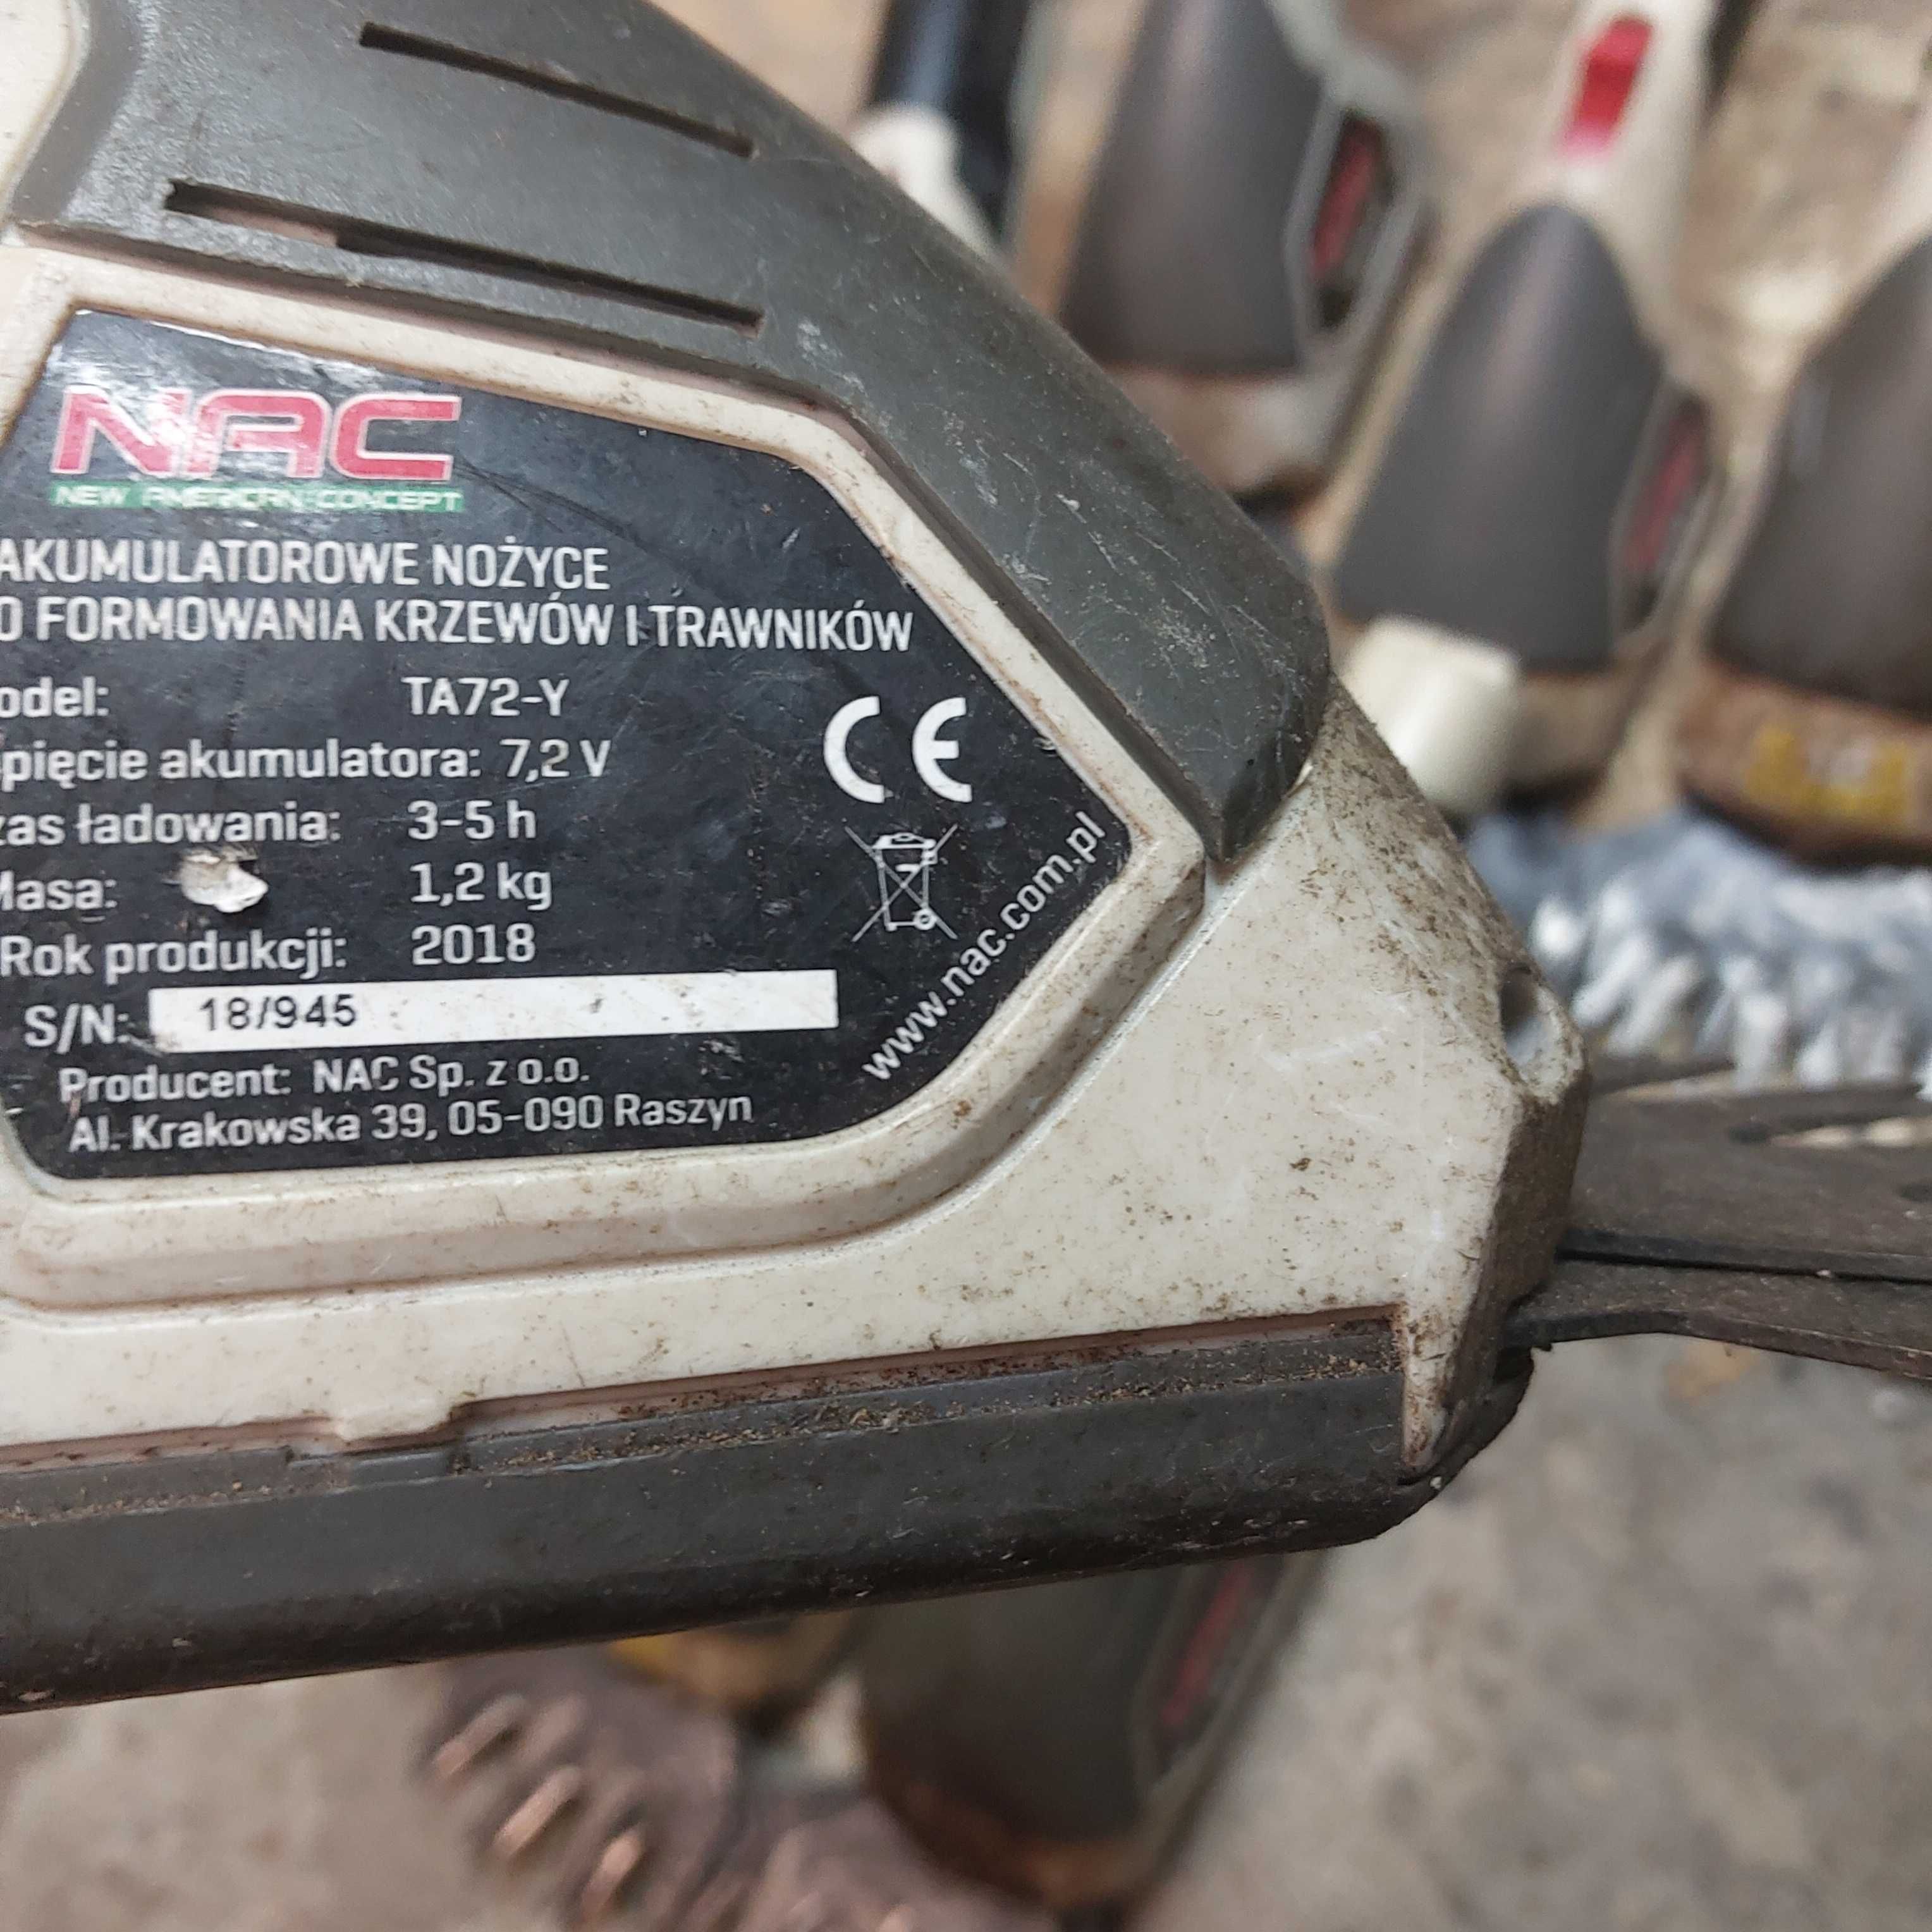 NAC
NEW AMERICAN CONCEPT
AKUMULATOROWE NOŻYCE
O FORMOWANIA KRZEWÓW I TRAWNIKÓW
odel: TA72-Y
pięcie akumulatora: 7,2 V
zas ładowania: 3-5 h
Masa: 1,2 kg
Rok produkcji: 2018
S/N: 18/945
Producent: NAC Sp. z o.o.
Al. Krakowska 39, 05-090 Raszyn
CE
www.nac.com.pl